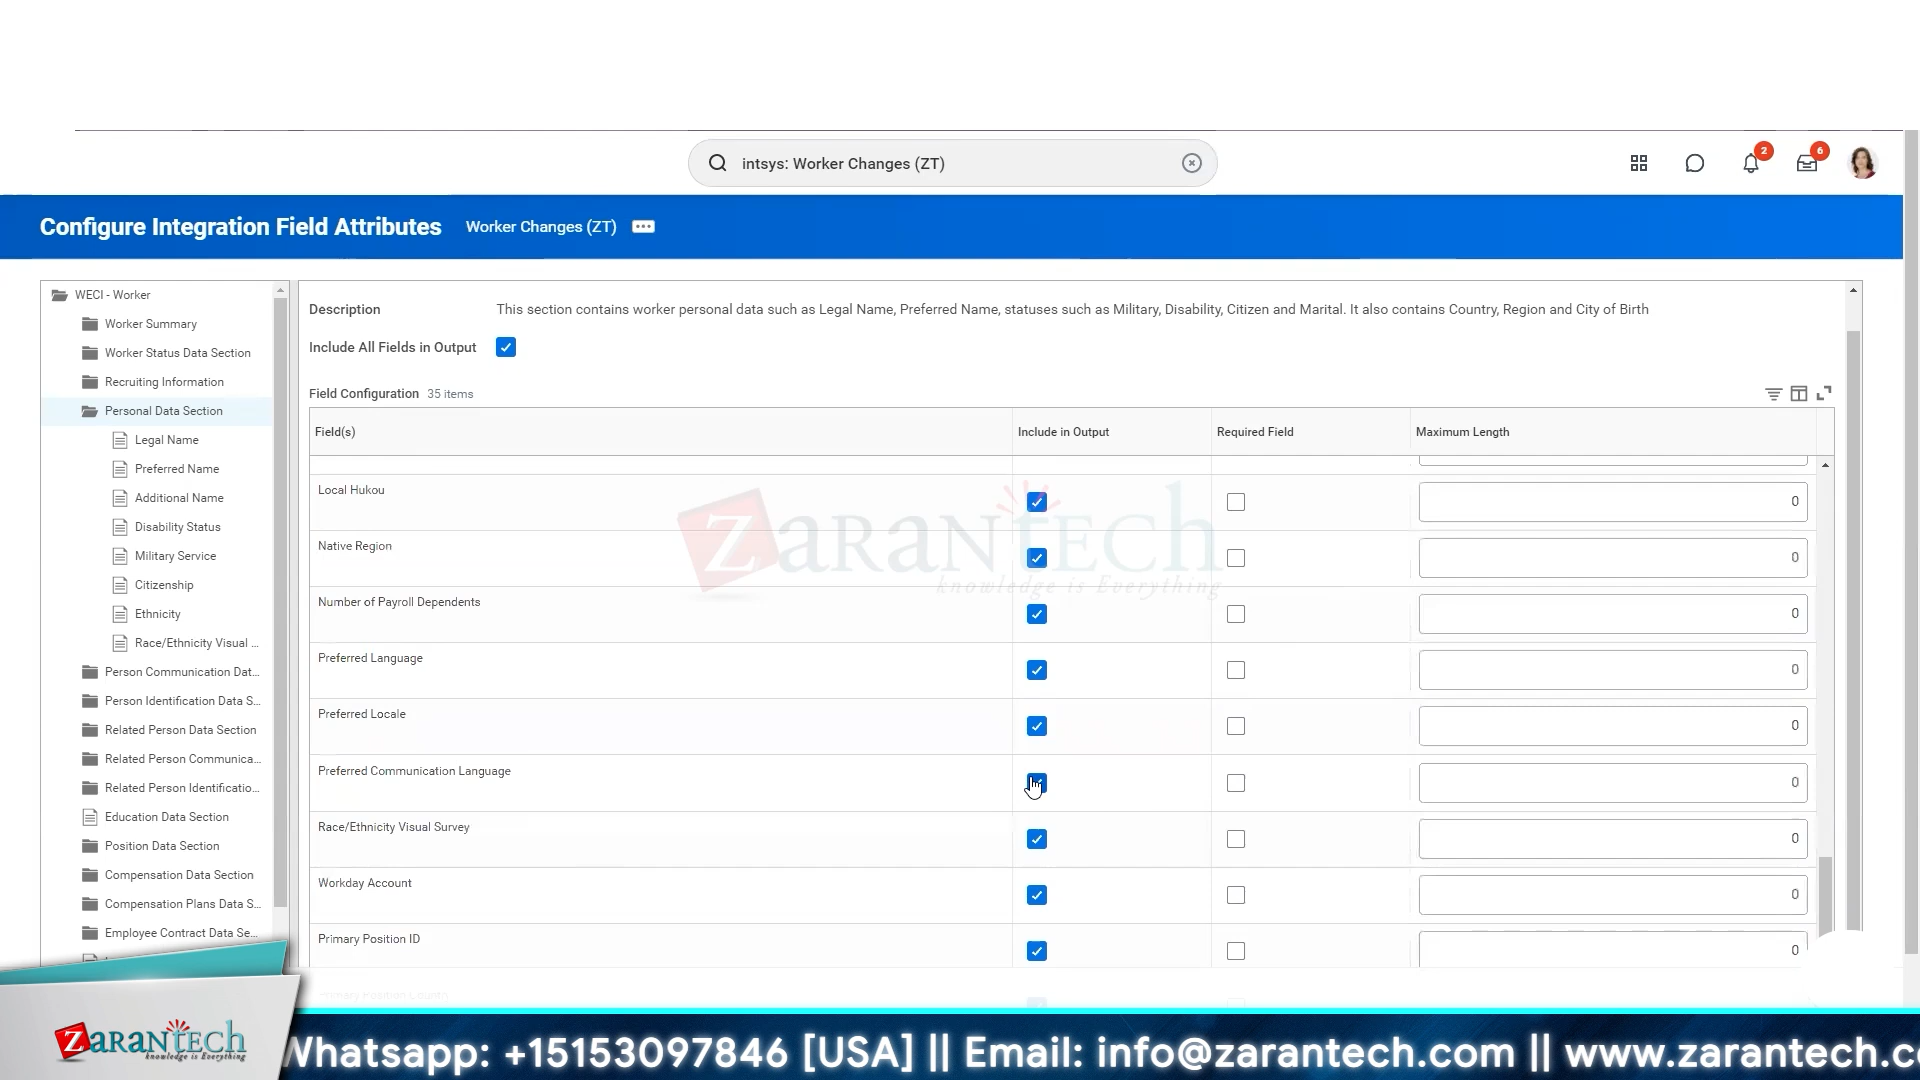 intsys: Worker Changes (ZT)
2
6
Configure Integration Field Attributes
Worker Changes (ZT)
WECI - Worker
Worker Summary
Worker Status Data Section
Recruiting Information
Personal Data Section
Legal Name
Preferred Name
Additional Name
Disability Status
Military Service
Citizenship
Ethnicity
Race/Ethnicity Visual ...
Person Communication Dat...
Person Identification Data S...
Related Person Data Section
Related Person Communica...
Related Person Identificatio...
Education Data Section
Position Data Section
Compensation Data Section
Compensation Plans Data S...
Employee Contract Data Se...
Description
This section contains worker personal data such as Legal Name, Preferred Name, statuses such as Military, Disability, Citizen and Marital. It also contains Country, Region and City of Birth
Include All Fields in Output
Field Configuration 35 items
Field(s) Include in Output Required Field Maximum Length
Local Hukou 0
Native Region 0
Number of Payroll Dependents 0
Preferred Language 0
Preferred Locale 0
Preferred Communication Language 0
Race/Ethnicity Visual Survey 0
Workday Account 0
Primary Position ID 0
Primary Position Country
ZaranTech
knowledge is Everything
ZaranTech
knowledge is Everything
Whatsapp: +15153097846 [USA] || Email: info@zarantech.com || www.zarantech.c